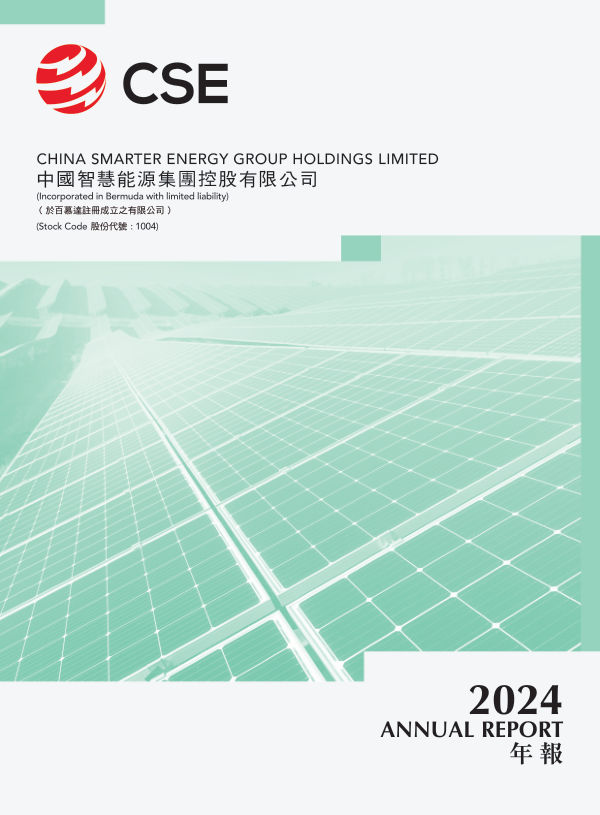 CSE
CHINA SMARTER ENERGY GROUP HOLDINGS LIMITED
中國智慧能源集團控股有限公司
(Incorporated in Bermuda with limited liability)
（於百慕達註冊成立之有限公司）
(Stock Code 股份代號 : 1004)
2024
ANNUAL REPORT
年報